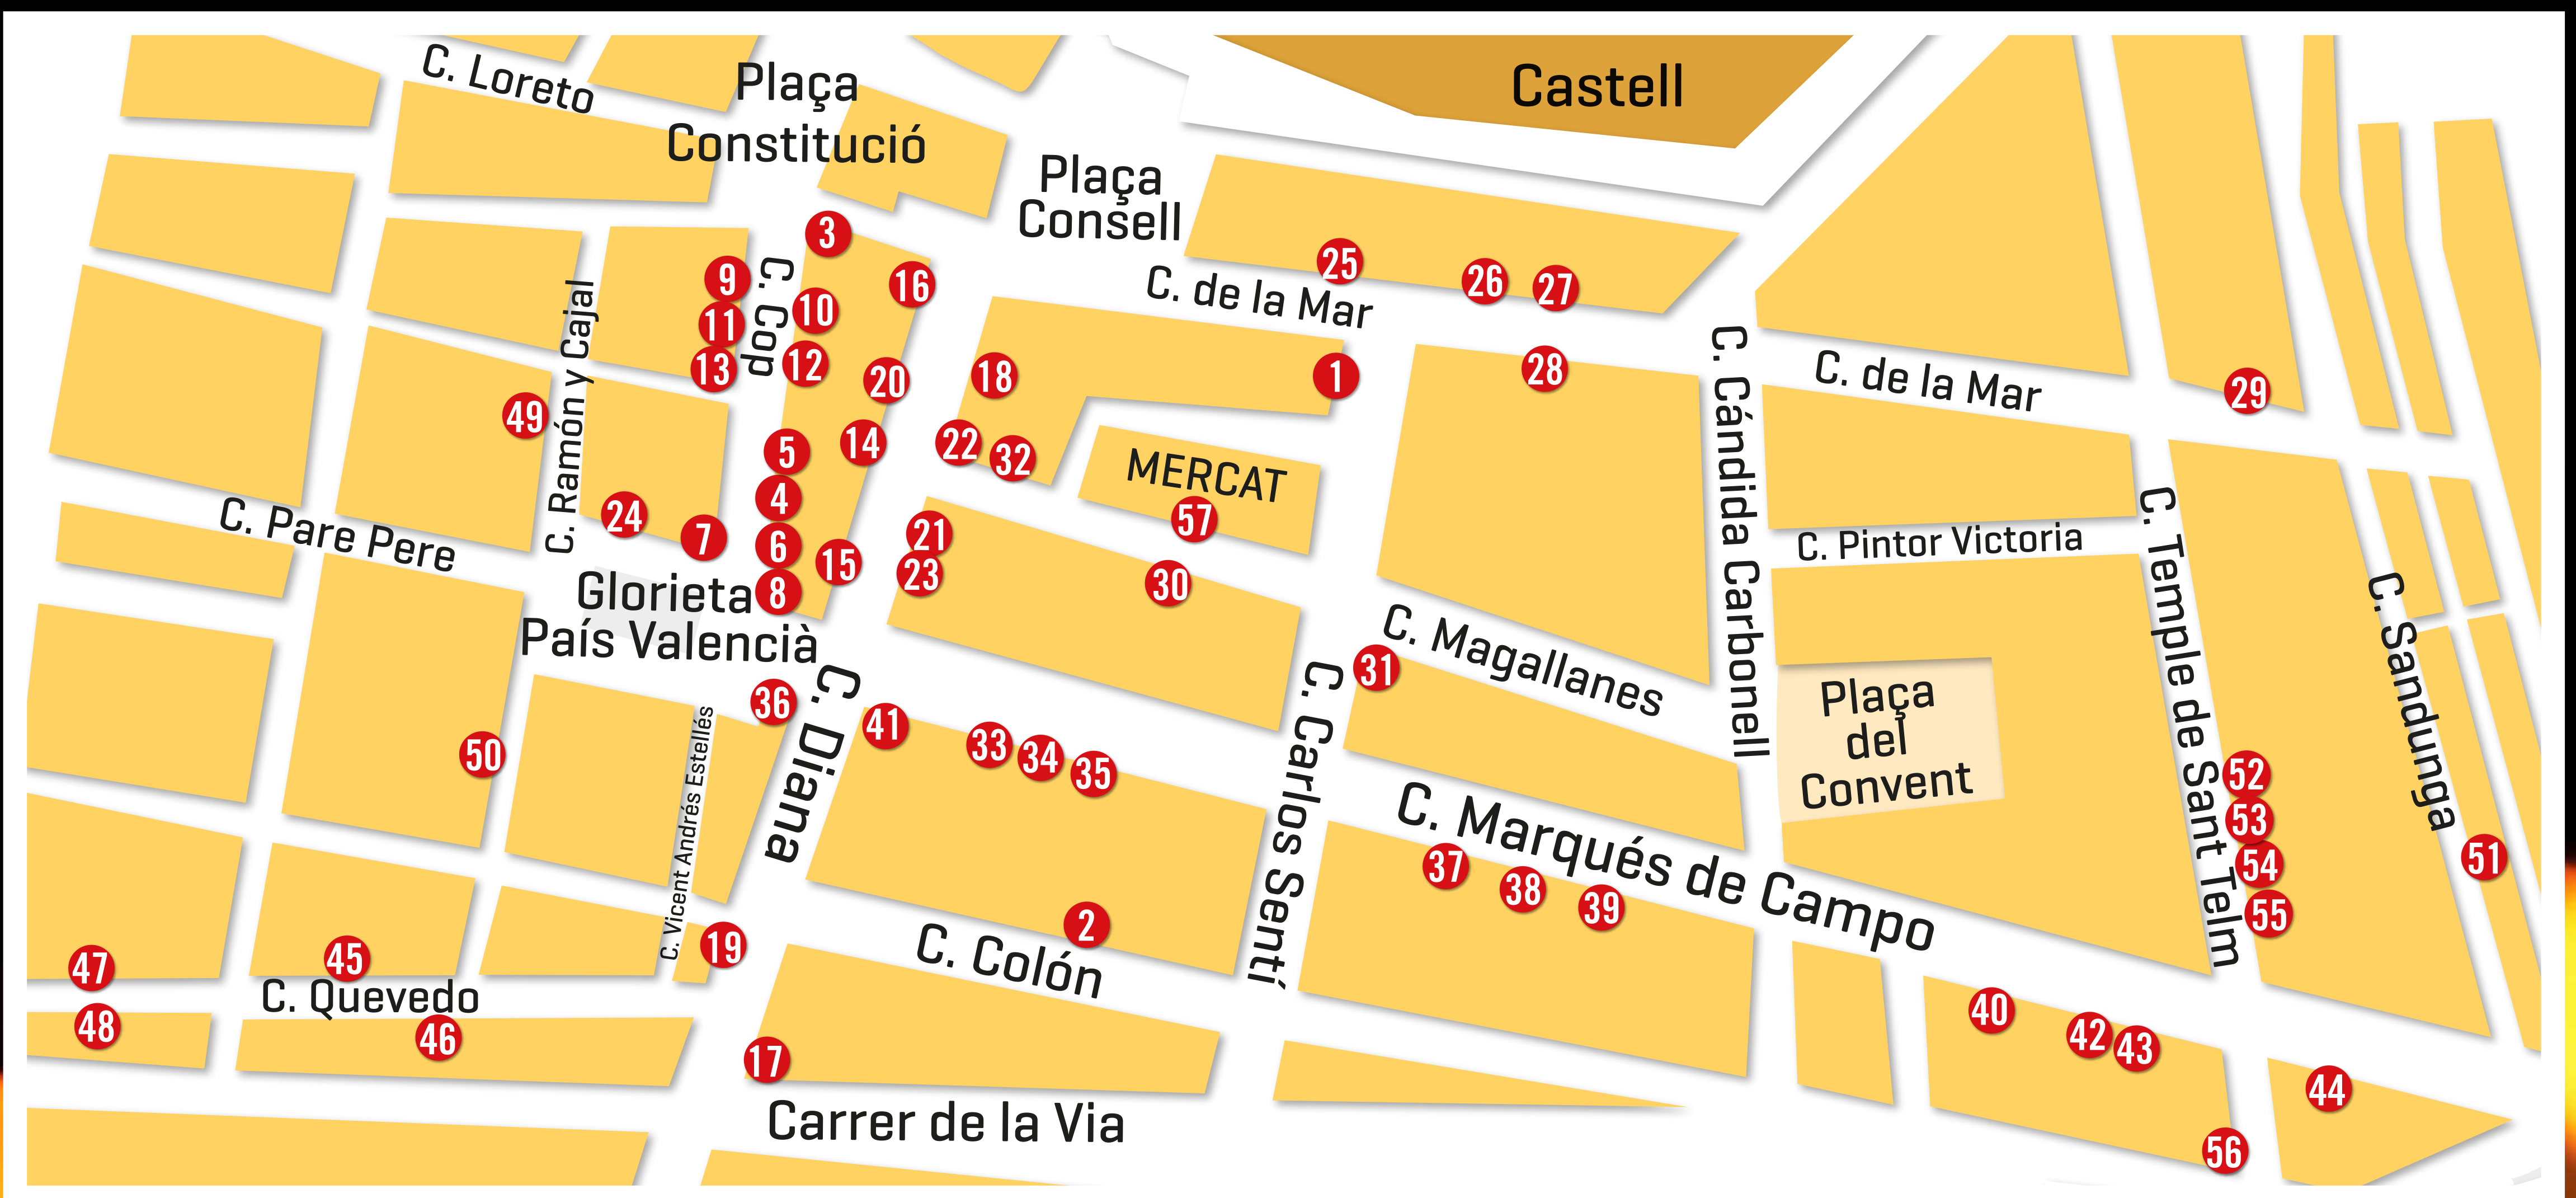 C. Loreto
Plaça
Constitució
Castell
Plaça
Consell
3
9
C. Cop
16
10
11
12
13
20
25
26
27
C. de la Mar
18
1
28
C. de la Mar
29
C. Ramón y Cajal
49
5
14
22
32
MERCAT
57
4
24
7
6
15
21
23
8
30
C. Pare Pere
Glorieta
País Valencià
C. Cándida Carbonell
C. Pintor Victoria
C. Temple de Sant Telm
C. Sandunga
C. Magallanes
31
Plaça
del
Convent
36
C. Diana
41
33
34
35
50
C. Vicent Andrés Estellés
C. Carlos Sentí
C. Marqués de Campo
37
38
39
52
53
54
55
51
2
19
C. Colón
47
45
C. Quevedo
48
46
17
40
42
43
44
Carrer de la Via
56